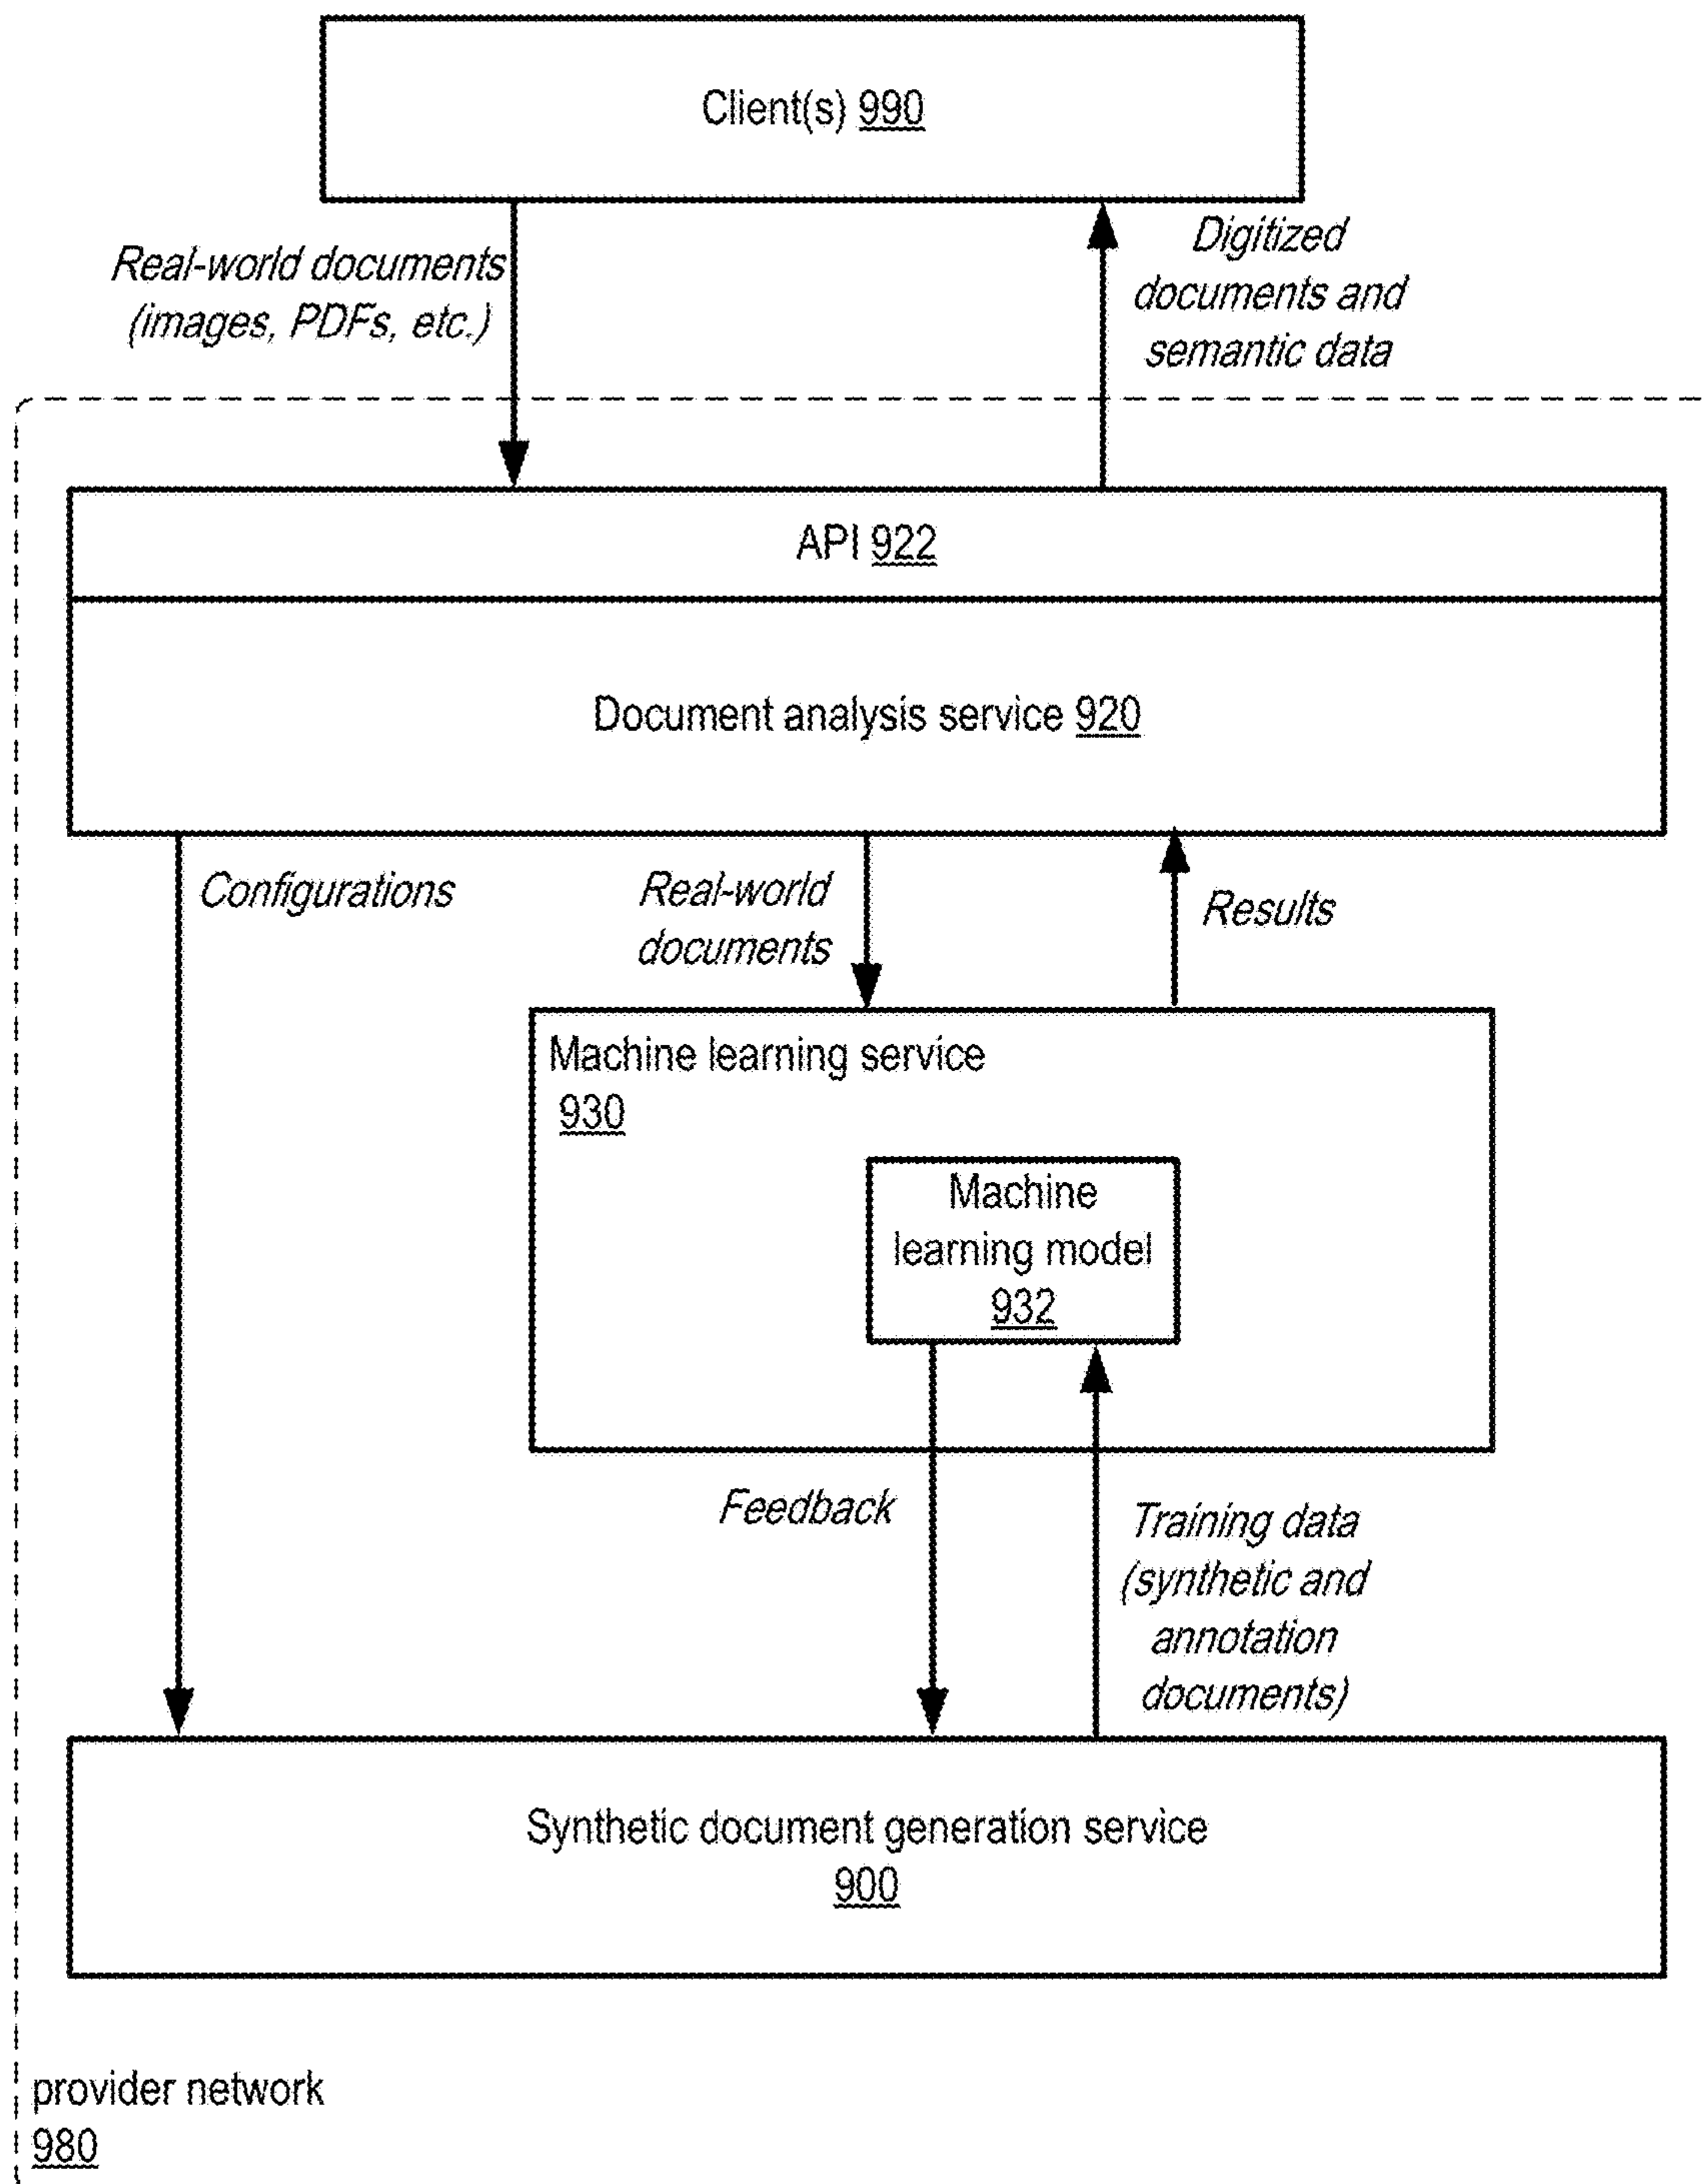 Client(s) 990
Real-world documents
(images, PDFs, etc.)
Digitized
documents and
semantic data
API 922
Document analysis service 920
Configurations
Real-world
documents
Results
Machine learning service
930
Machine
learning model
932
Feedback
Training data
(synthetic and
annotation
documents)
Synthetic document generation service
900
provider network
980